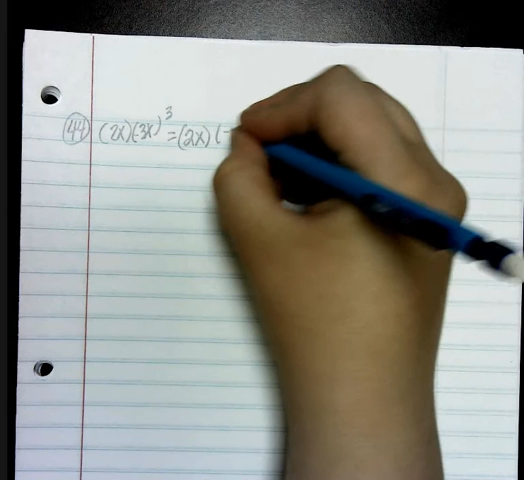 44 (2x)(-3x)³ = (2x)(-